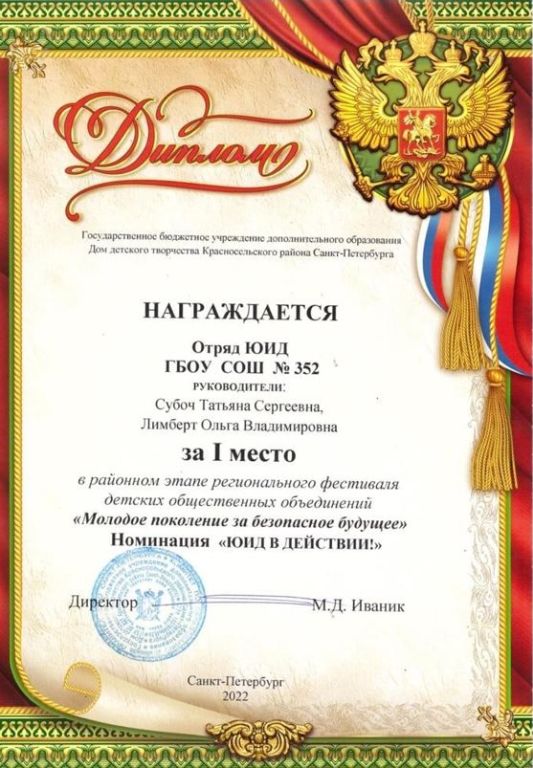 Диплом
Государственное бюджетное учреждение дополнительного образования
Дом детского творчества Красносельского района Санкт-Петербурга
НАГРАЖДАЕТСЯ
Отряд ЮИД
ГБОУ СОШ № 352
РУКОВОДИТЕЛИ:
Субоч Татьяна Сергеевна,
Лимберт Ольга Владимировна
за I место
в районном этапе регионального фестиваля
детских общественных объединений
«Молодое поколение за безопасное будущее»
Номинация «ЮИД В ДЕЙСТВИИ!»
Директор М.Д. Иваник
Санкт-Петербург
2022